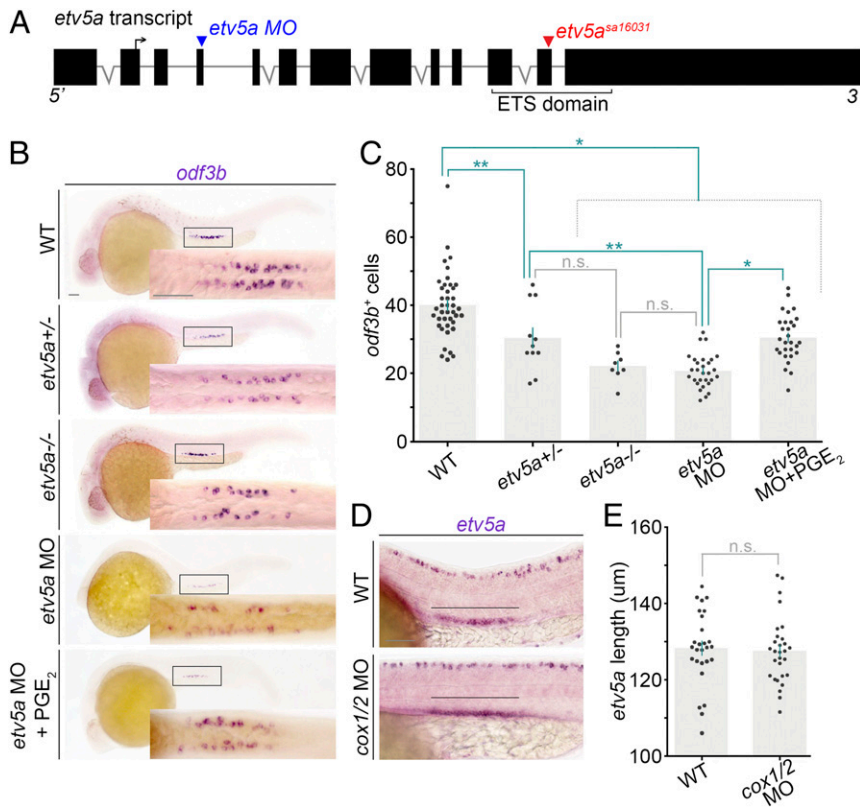 A
etv5a transcript
etv5a MO
etv5a^sa16031
5’
3
ETS domain
B
odf3b
WT
etv5a+/-
etv5a-/-
etv5a MO
etv5a MO
+ PGE₂
C
80
60
40
20
0
odf3b⁺ cells
*
**
**
*
n.s.
n.s.
WT
etv5a+/-
etv5a-/-
etv5a
MO
etv5a
MO+PGE₂
D
etv5a
WT
cox1/2 MO
E
160
140
120
100
etv5a length (um)
n.s.
WT
cox1/2
MO